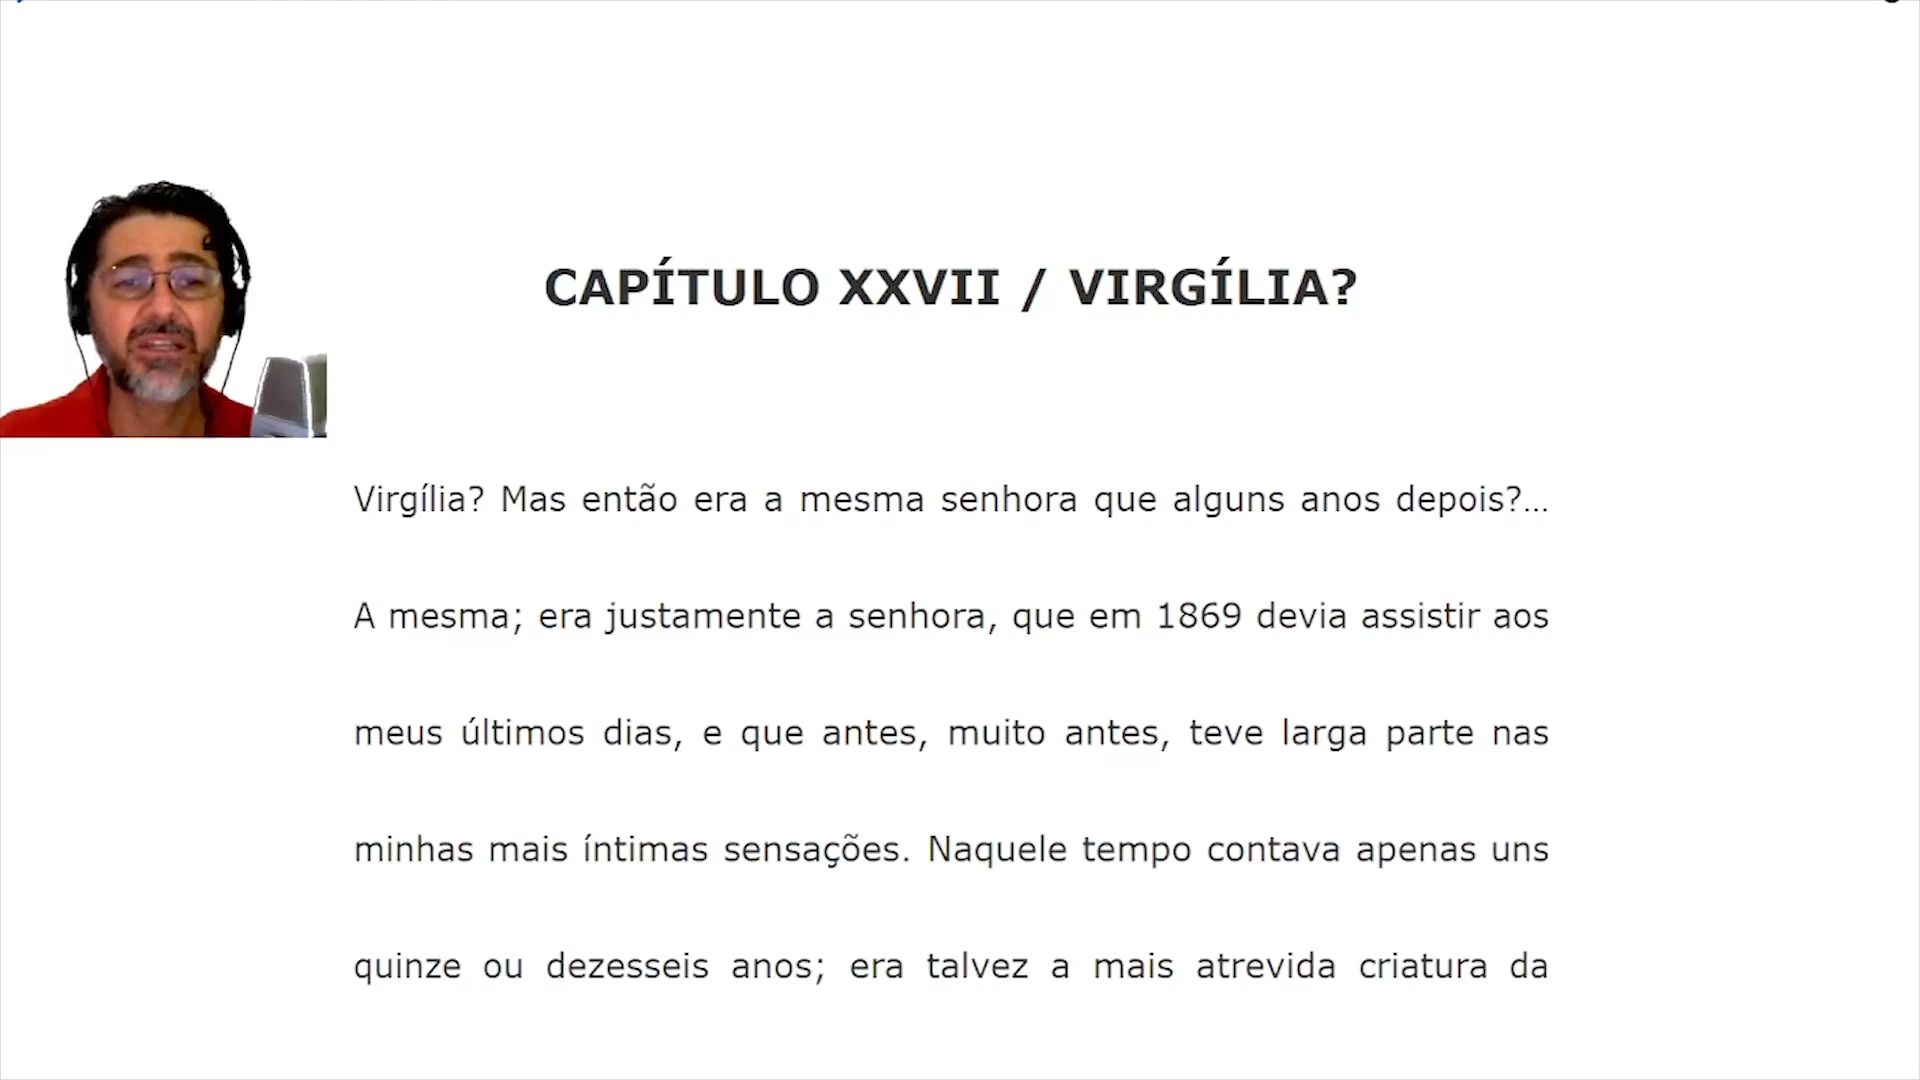 CAPÍTULO XXVII / VIRGÍLIA?
Virgília? Mas então era a mesma senhora que alguns anos depois?...
A mesma; era justamente a senhora, que em 1869 devia assistir aos
meus últimos dias, e que antes, muito antes, teve larga parte nas
minhas mais íntimas sensações. Naquele tempo contava apenas uns
quinze ou dezesseis anos; era talvez a mais atrevida criatura da